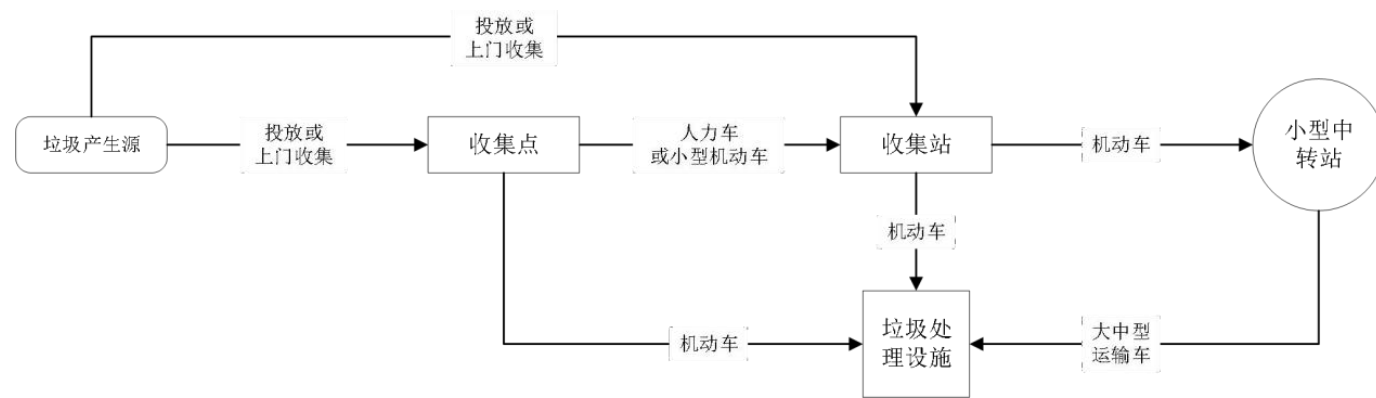 投放或
上门收集
垃圾产生源
投放或
上门收集
收集点
人力车
或小型机动车
收集站
机动车
小型中
转站
机动车
机动车
垃圾处
理设施
大中型
运输车